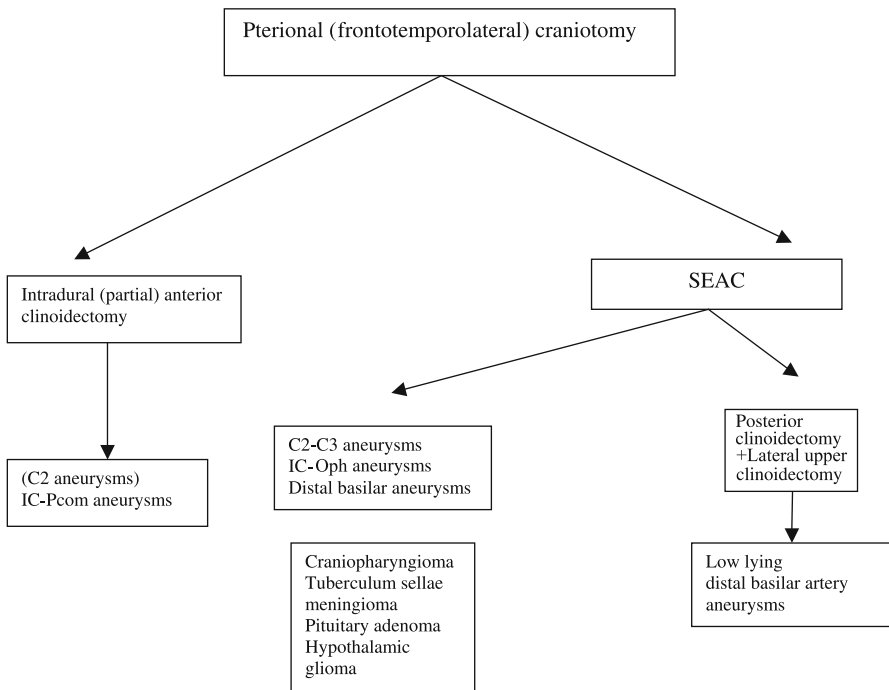 Pterional (frontotemporolateral) craniotomy
Intradural (partial) anterior
clinoidectomy
SEAC
(C2 aneurysms)
IC-Pcom aneurysms
C2-C3 aneurysms
IC-Oph aneurysms
Distal basilar aneurysms
Posterior
clinoidectomy
+Lateral upper
clinoidectomy
Craniopharyngioma
Tuberculum sellae
meningioma
Pituitary adenoma
Hypothalamic
glioma
Low lying
distal basilar artery
aneurysms